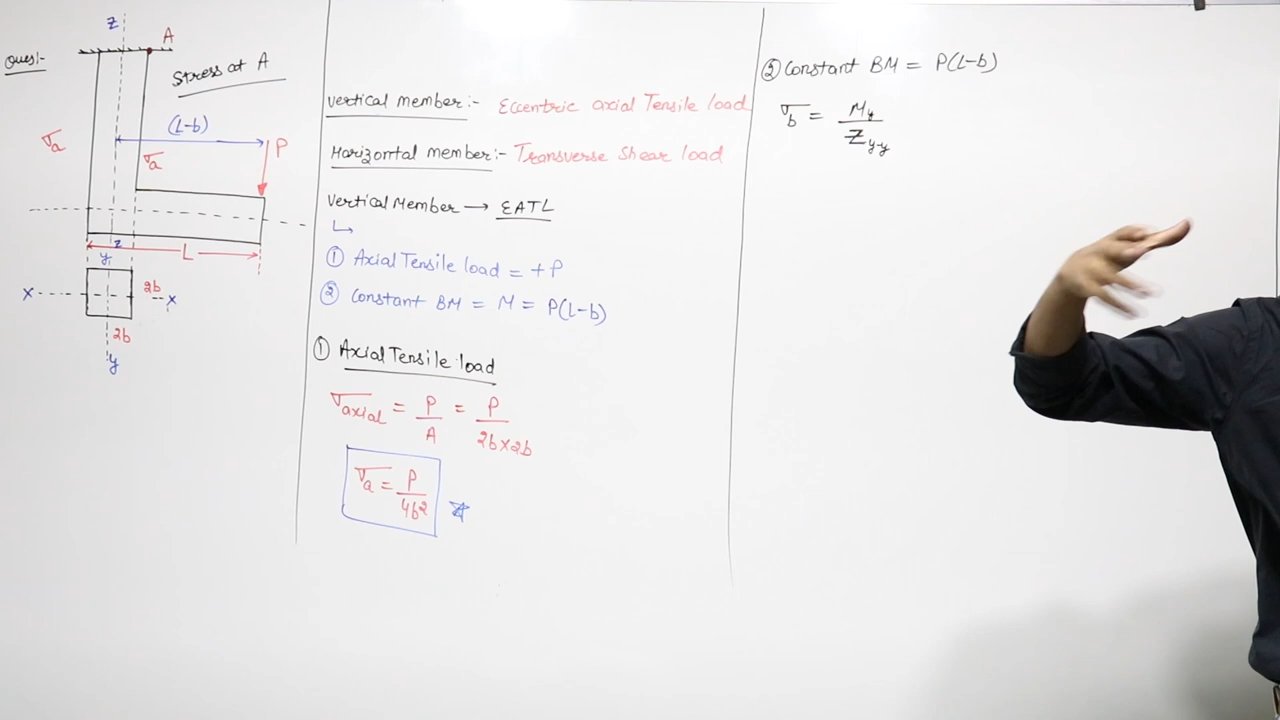 Ques:-
z
A
Stress at A
(L-b)
P
σa
σa
z
L
y
x
2b
x
2b
y
Vertical member:- Eccentric axial Tensile load
Horizontal member:- Transverse Shear load
Vertical Member → EATL
↳
① Axial Tensile load = +P
② Constant BM = M = P(L-b)
① Axial Tensile load
σaxial = P/A = P/2b×2b
σa = P/4b²
② Constant BM = P(L-b)
σb = My/Zy-y